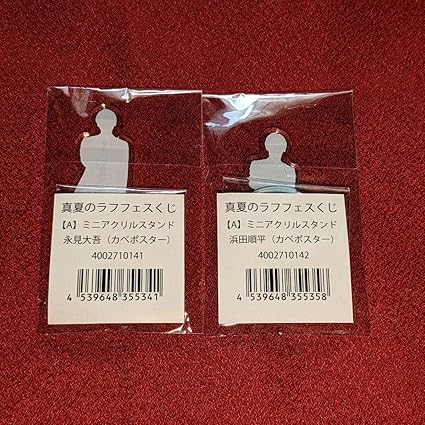 真夏のラフフェスくじ
【A】ミニアクリルスタンド
永見大吾（カベポスター）
4002710141
4 539648 355341
真夏のラフフェスくじ
【A】ミニアクリルスタンド
浜田順平（カベポスター）
4002710142
4 539648 355358